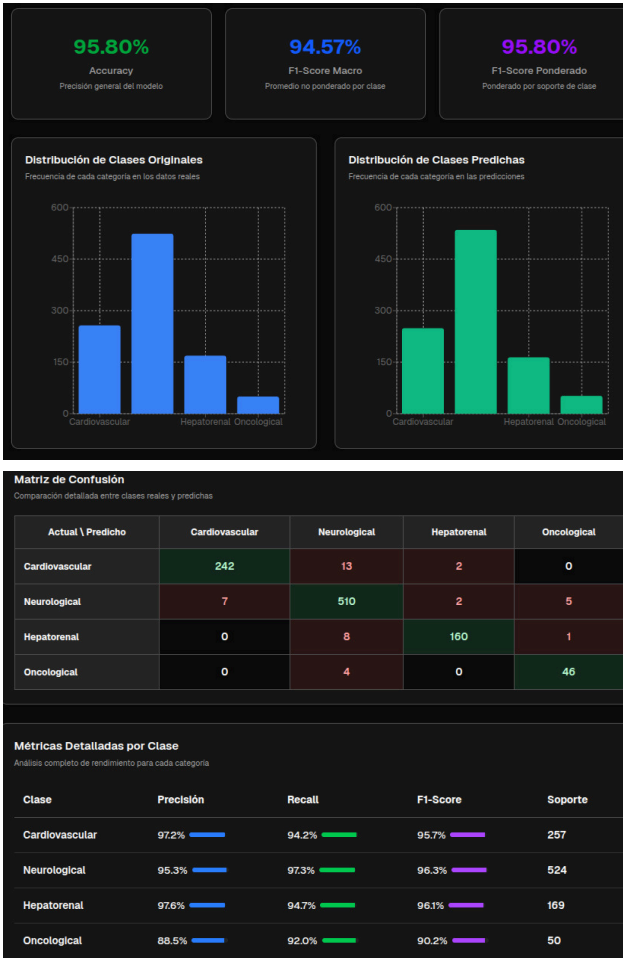 95.80% 94.57% 95.80%
Accuracy F1-Score Macro F1-Score Ponderado
Precisión general del modelo Promedio no ponderado por clase Ponderado por soporte de clase
Distribución de Clases Originales
Frecuencia de cada categoría en los datos reales
600
450
300
150
0
Cardiovascular Hepatorenal Oncological
Distribución de Clases Predichas
Frecuencia de cada categoría en las predicciones
600
450
300
150
0
Cardiovascular Hepatorenal Oncological
Matriz de Confusión
Comparación detallada entre clases reales y predichas
Actual \ Predicho Cardiovascular Neurological Hepatorenal Oncological
Cardiovascular 242 13 2 0
Neurological 7 510 2 5
Hepatorenal 0 8 160 1
Oncological 0 4 0 46
Métricas Detalladas por Clase
Análisis completo de rendimiento para cada categoría
Clase Precisión Recall F1-Score Soporte
Cardiovascular 97.2% 94.2% 95.7% 257
Neurological 95.3% 97.3% 96.3% 524
Hepatorenal 97.6% 94.7% 96.1% 169
Oncological 88.5% 92.0% 90.2% 50